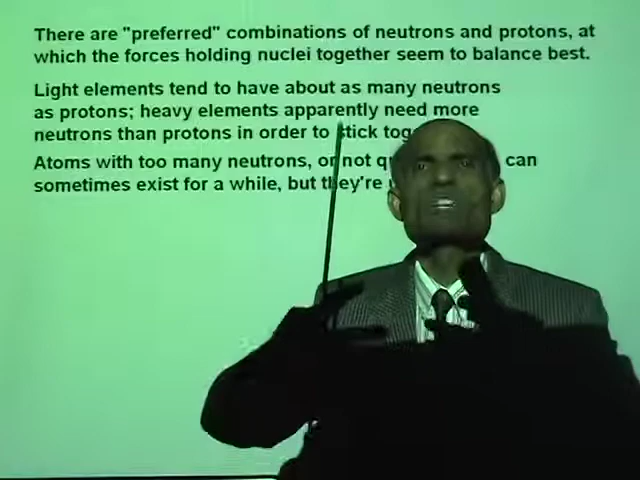 There are "preferred" combinations of neutrons and protons, at
which the forces holding nuclei together seem to balance best.
Light elements tend to have about as many neutrons
as protons; heavy elements apparently need more
neutrons than protons in order to stick
Atoms with too many neutrons, or not can
sometimes exist for a while, but they're